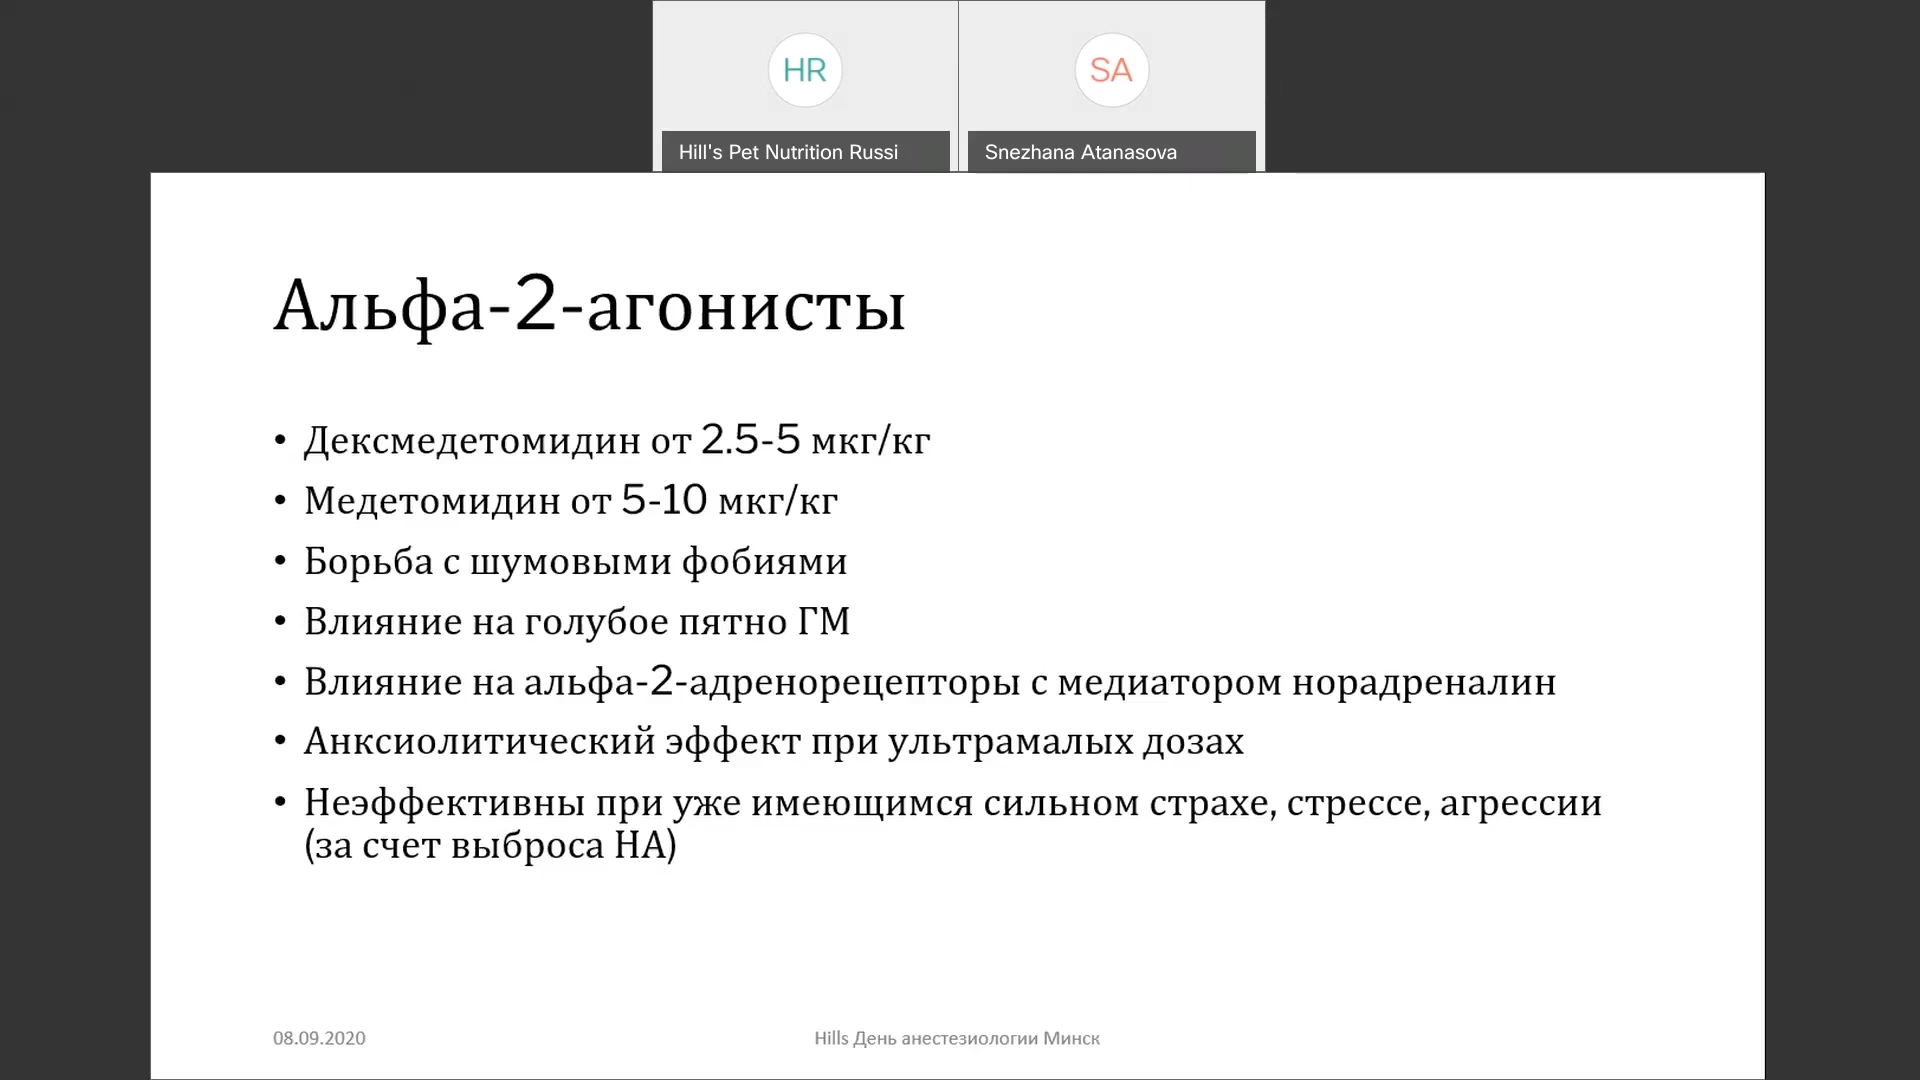 HR
SA
Hill's Pet Nutrition Russi
Snezhana Atanasova
Альфа-2-агонисты
• Дексмедетомидин от 2.5-5 мкг/кг
• Медетомидин от 5-10 мкг/кг
• Борьба с шумовыми фобиями
• Влияние на голубое пятно ГМ
• Влияние на альфа-2-адренорецепторы с медиатором норадреналин
• Анксиолитический эффект при ультрамалых дозах
• Неэффективны при уже имеющимся сильном страхе, стрессе, агрессии
(за счет выброса НА)
08.09.2020
Hills День анестезиологии Минск